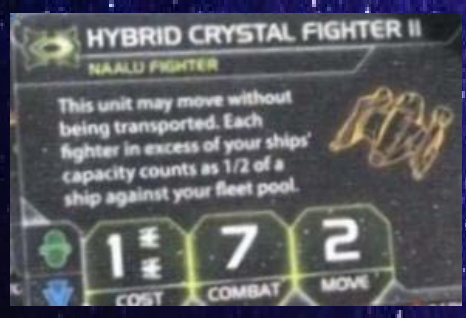 HYBRID CRYSTAL FIGHTER II
NAALU FIGHTER
This unit may move without
being transported. Each
fighter in excess of your ships'
capacity counts as 1/2 of a
ship against your fleet pool.
1 7 2
COST COMBAT MOVE